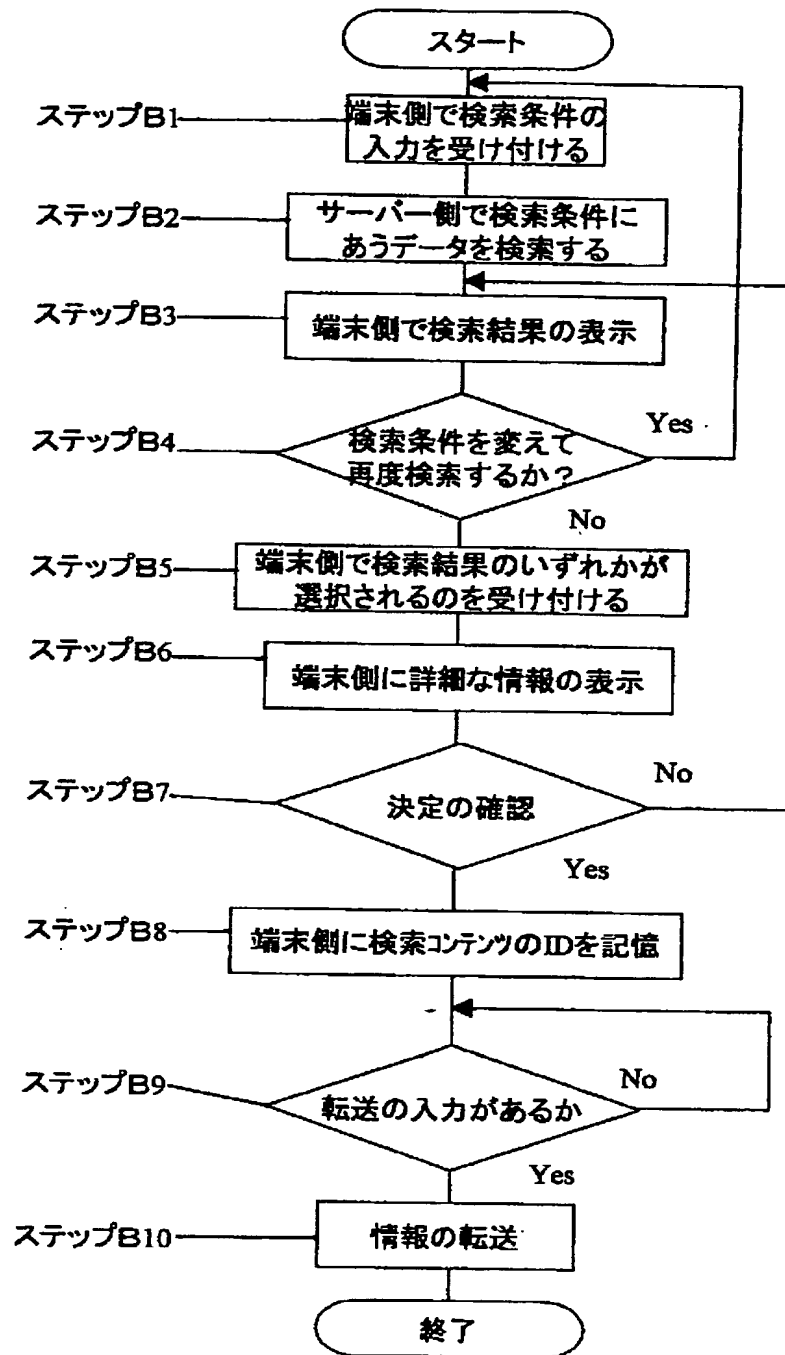 スタート
ステップB1
端末側で検索条件の
入力を受け付ける
ステップB2
サーバー側で検索条件に
あうデータを検索する
ステップB3
端末側で検索結果の表示
ステップB4
検索条件を変えて
再度検索するか?
Yes
No
ステップB5
端末側で検索結果のいずれかが
選択されるのを受け付ける
ステップB6
端末側に詳細な情報の表示
ステップB7
決定の確認
No
Yes
ステップB8
端末側に検索コンテンツのIDを記憶
ステップB9
転送の入力があるか
No
Yes
ステップB10
情報の転送
終了